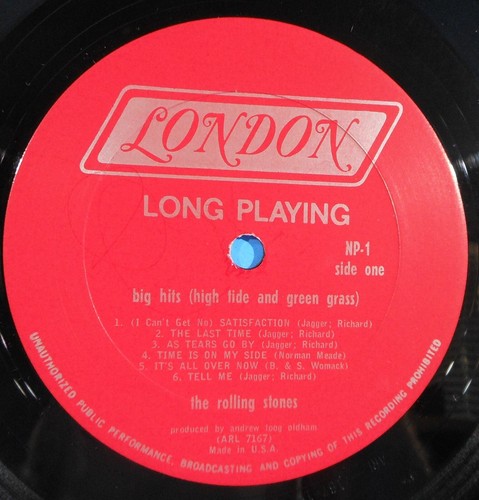 LONDON
LONG PLAYING
NP-1
side one
big hits (high tide and green grass)
1. (I Can't Get No) SATISFACTION (Jagger; Richard)
2. THE LAST TIME (Jagger; Richard)
3. AS TEARS GO BY (Jagger; Richard)
4. TIME IS ON MY SIDE (Norman Meade)
5. IT'S ALL OVER NOW (B. & S. Womack)
6. TELL ME (Jagger; Richard)
the rolling stones
produced by andrew loog oldham
(ARL 7167)
Made in U.S.A.
UNAUTHORIZED PUBLIC PERFORMANCE, BROADCASTING AND COPYING OF THIS RECORDING PROHIBITED